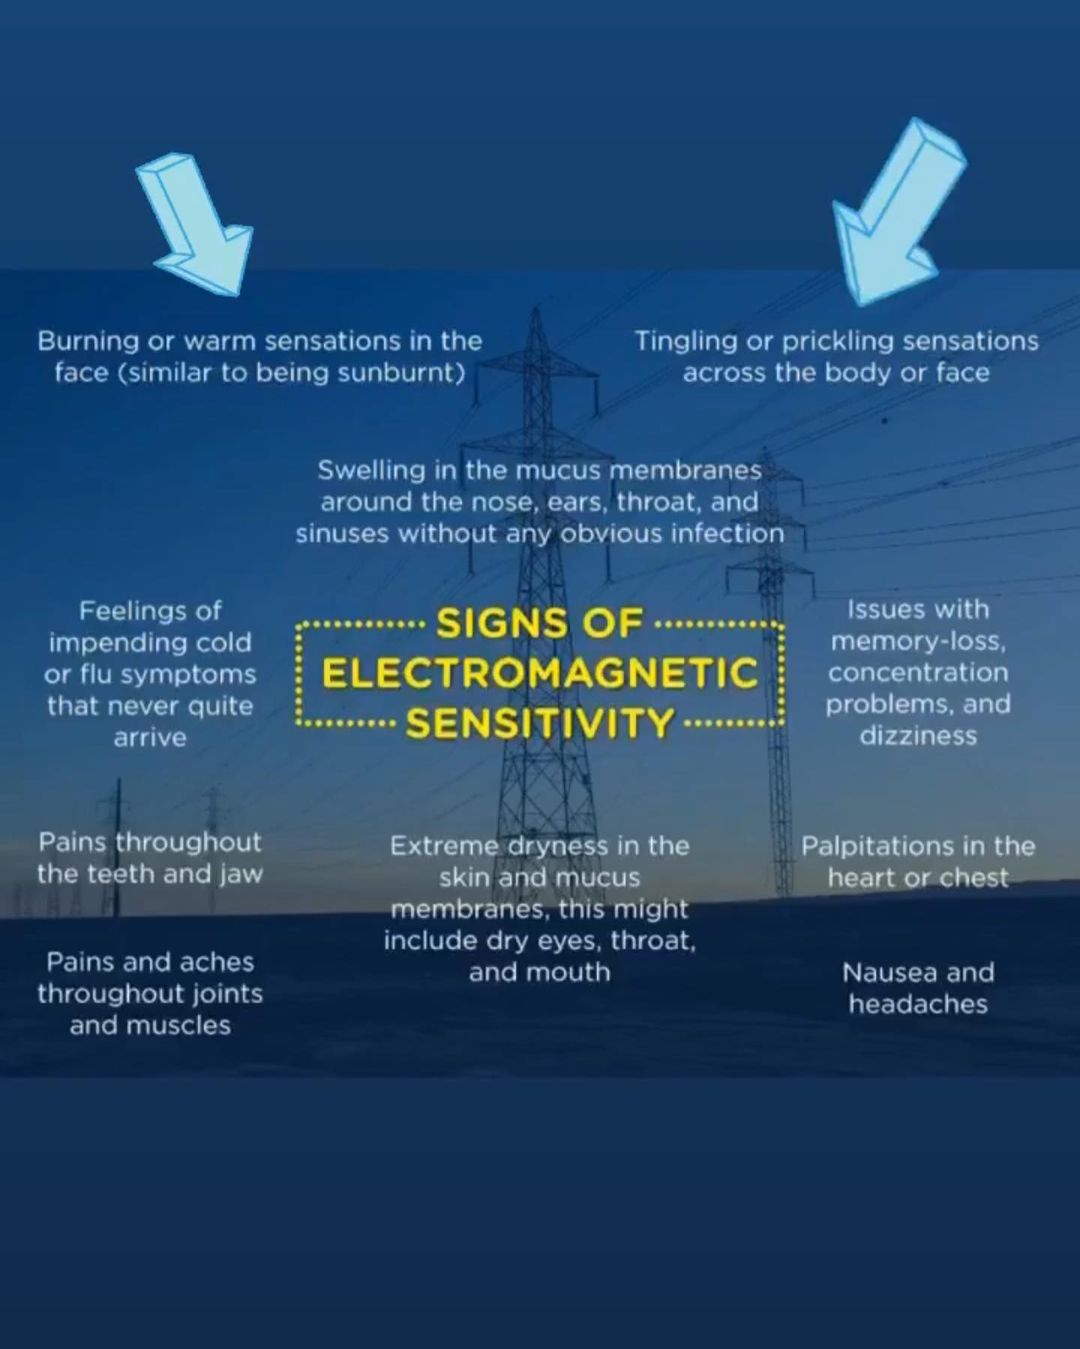 Burning or warm sensations in the
face (similar to being sunburnt)
Tingling or prickling sensations
across the body or face
Swelling in the mucus membranes
around the nose, ears, throat, and
sinuses without any obvious infection
Feelings of
impending cold
or flu symptoms
that never quite
arrive
SIGNS OF
ELECTROMAGNETIC
SENSITIVITY
Issues with
memory-loss,
concentration
problems, and
dizziness
Pains throughout
the teeth and jaw
Extreme dryness in the
skin and mucus
membranes, this might
include dry eyes, throat,
and mouth
Palpitations in the
heart or chest
Pains and aches
throughout joints
and muscles
Nausea and
headaches